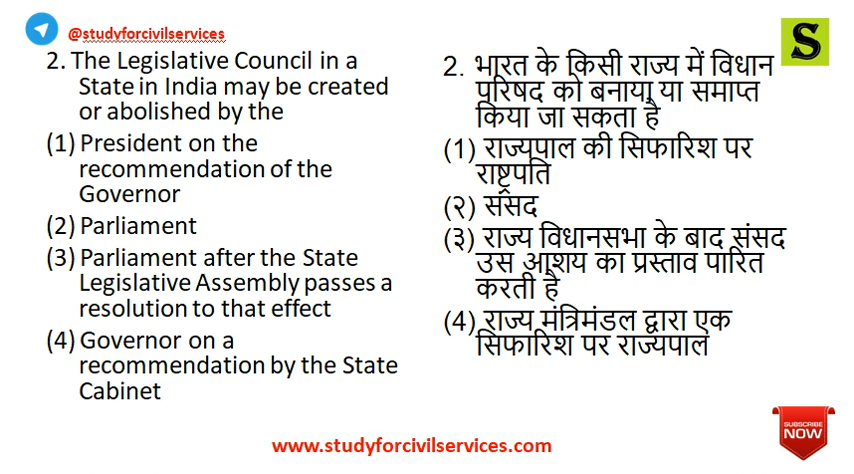 @studyforcivilservices
S
2. The Legislative Council in a
State in India may be created
or abolished by the
(1) President on the
recommendation of the
Governor
(2) Parliament
(3) Parliament after the State
Legislative Assembly passes a
resolution to that effect
(4) Governor on a
recommendation by the State
Cabinet
2. भारत के किसी राज्य में विधान
परिषद को बनाया या समाप्त
किया जा सकता है
(1) राज्यपाल की सिफारिश पर
राष्ट्रपति
(२) संसद
(३) राज्य विधानसभा के बाद संसद
उस आशय का प्रस्ताव पारित
करती है
(4) राज्य मंत्रिमंडल द्वारा एक
सिफारिश पर राज्यपाल
SUBSCRIBE
NOW
www.studyforcivilservices.com